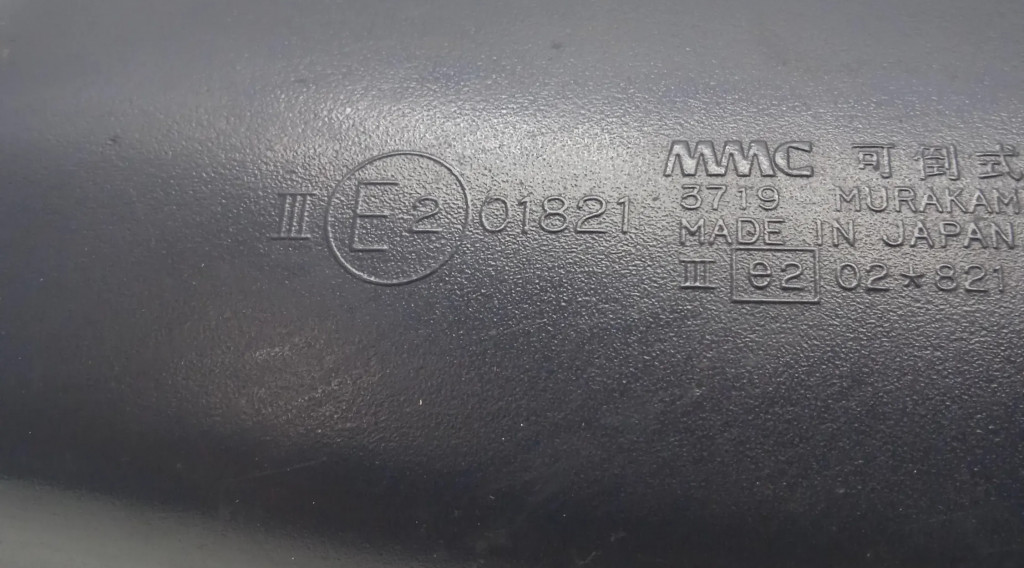 III E2 01821
MMC 可倒式
3719 MURAKAM
MADE IN JAPAN
III e2 02*821